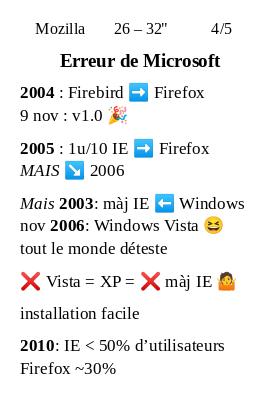 Mozilla 26 – 32" 4/5
Erreur de Microsoft
2004 : Firebird ➡️ Firefox
9 nov : v1.0 🎉
2005 : 1u/10 IE ➡️ Firefox
MAIS ↘️ 2006
Mais 2003: màj IE ⬅️ Windows
nov 2006: Windows Vista 😆
tout le monde déteste
❌ Vista = XP = ❌ màj IE 🤷
installation facile
2010: IE < 50% d’utilisateurs
Firefox ~30%